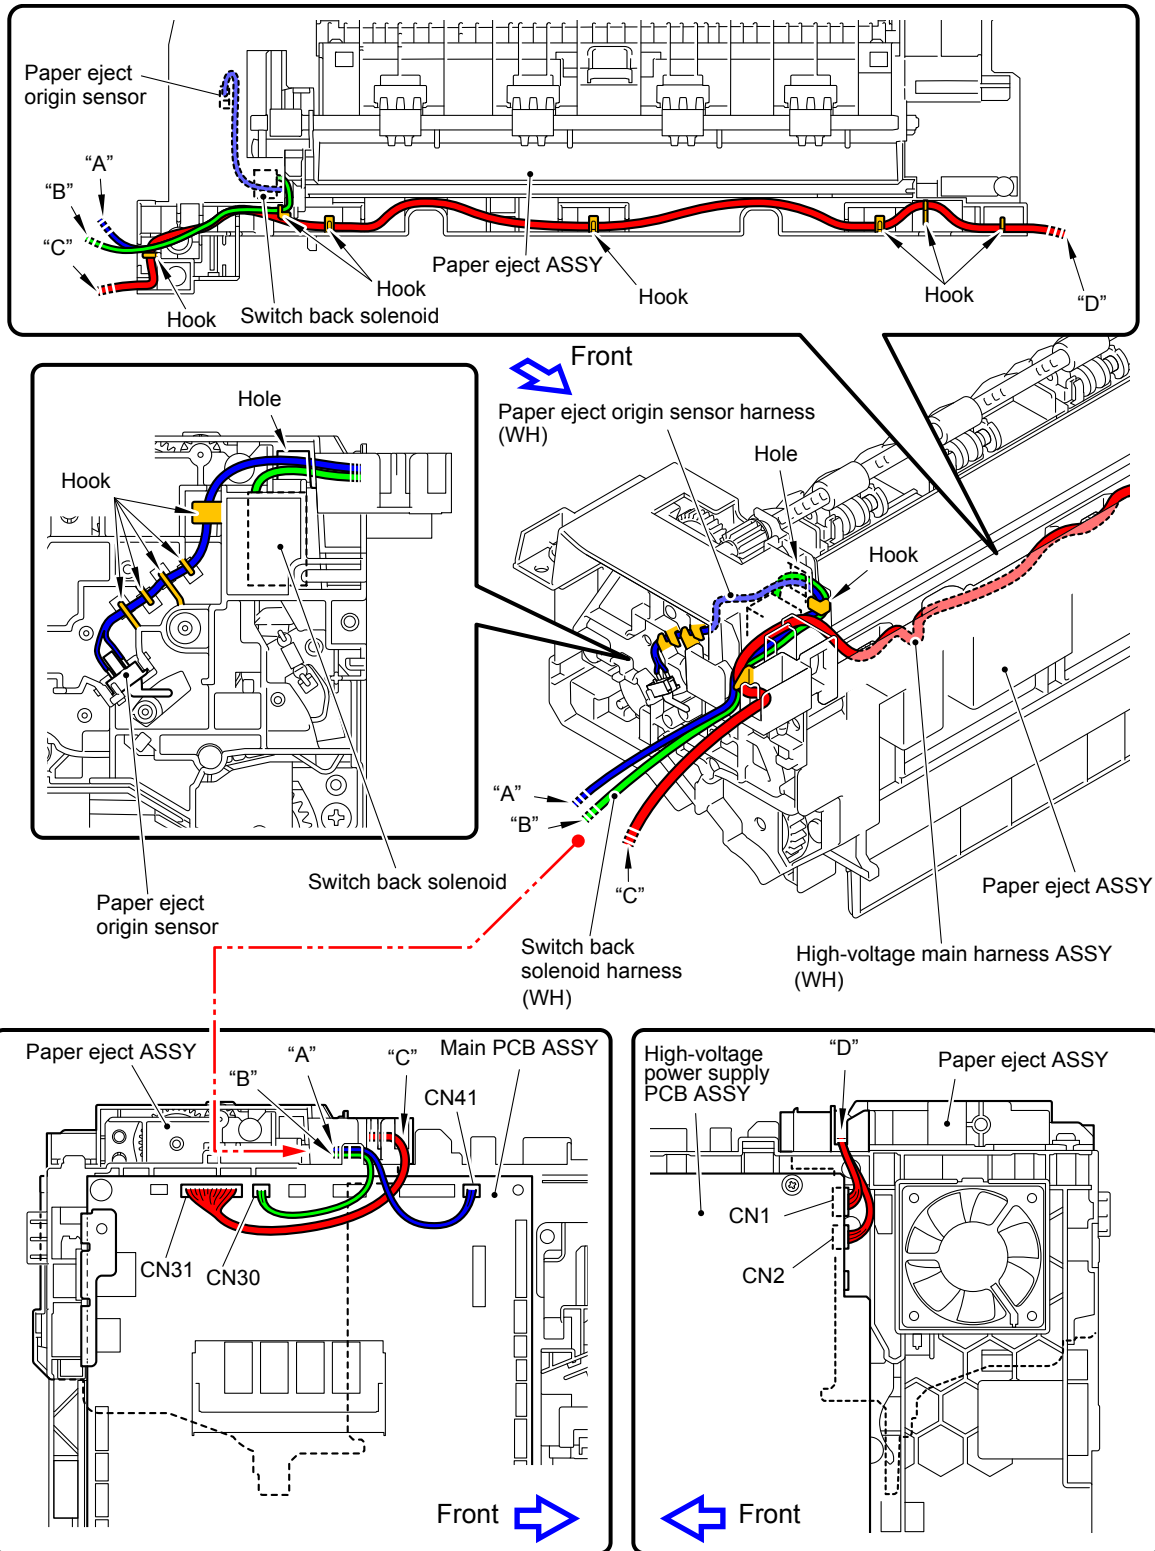 Paper eject
origin sensor
“A”
“B”
“C”
Hook
Switch back solenoid
Hook
Paper eject ASSY
Hook
Hook
“D”
Front
Paper eject origin sensor harness
(WH)
Hole
Hook
Hole
Hook
Paper eject
origin sensor
Switch back solenoid
“A”
“B”
“C”
Switch back
solenoid harness
(WH)
Paper eject ASSY
High-voltage main harness ASSY
(WH)
Paper eject ASSY
“A”
“B”
“C”
Main PCB ASSY
CN41
CN31
CN30
Front
High-voltage
power supply
PCB ASSY
“D”
Paper eject ASSY
CN1
CN2
Front